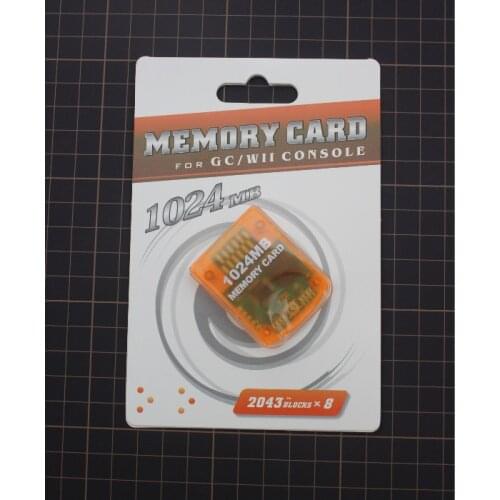 MEMORY CARD
FOR GC/WII CONSOLE
1024MB
1024MB
MEMORY CARD
2043 BLOCKS × 8